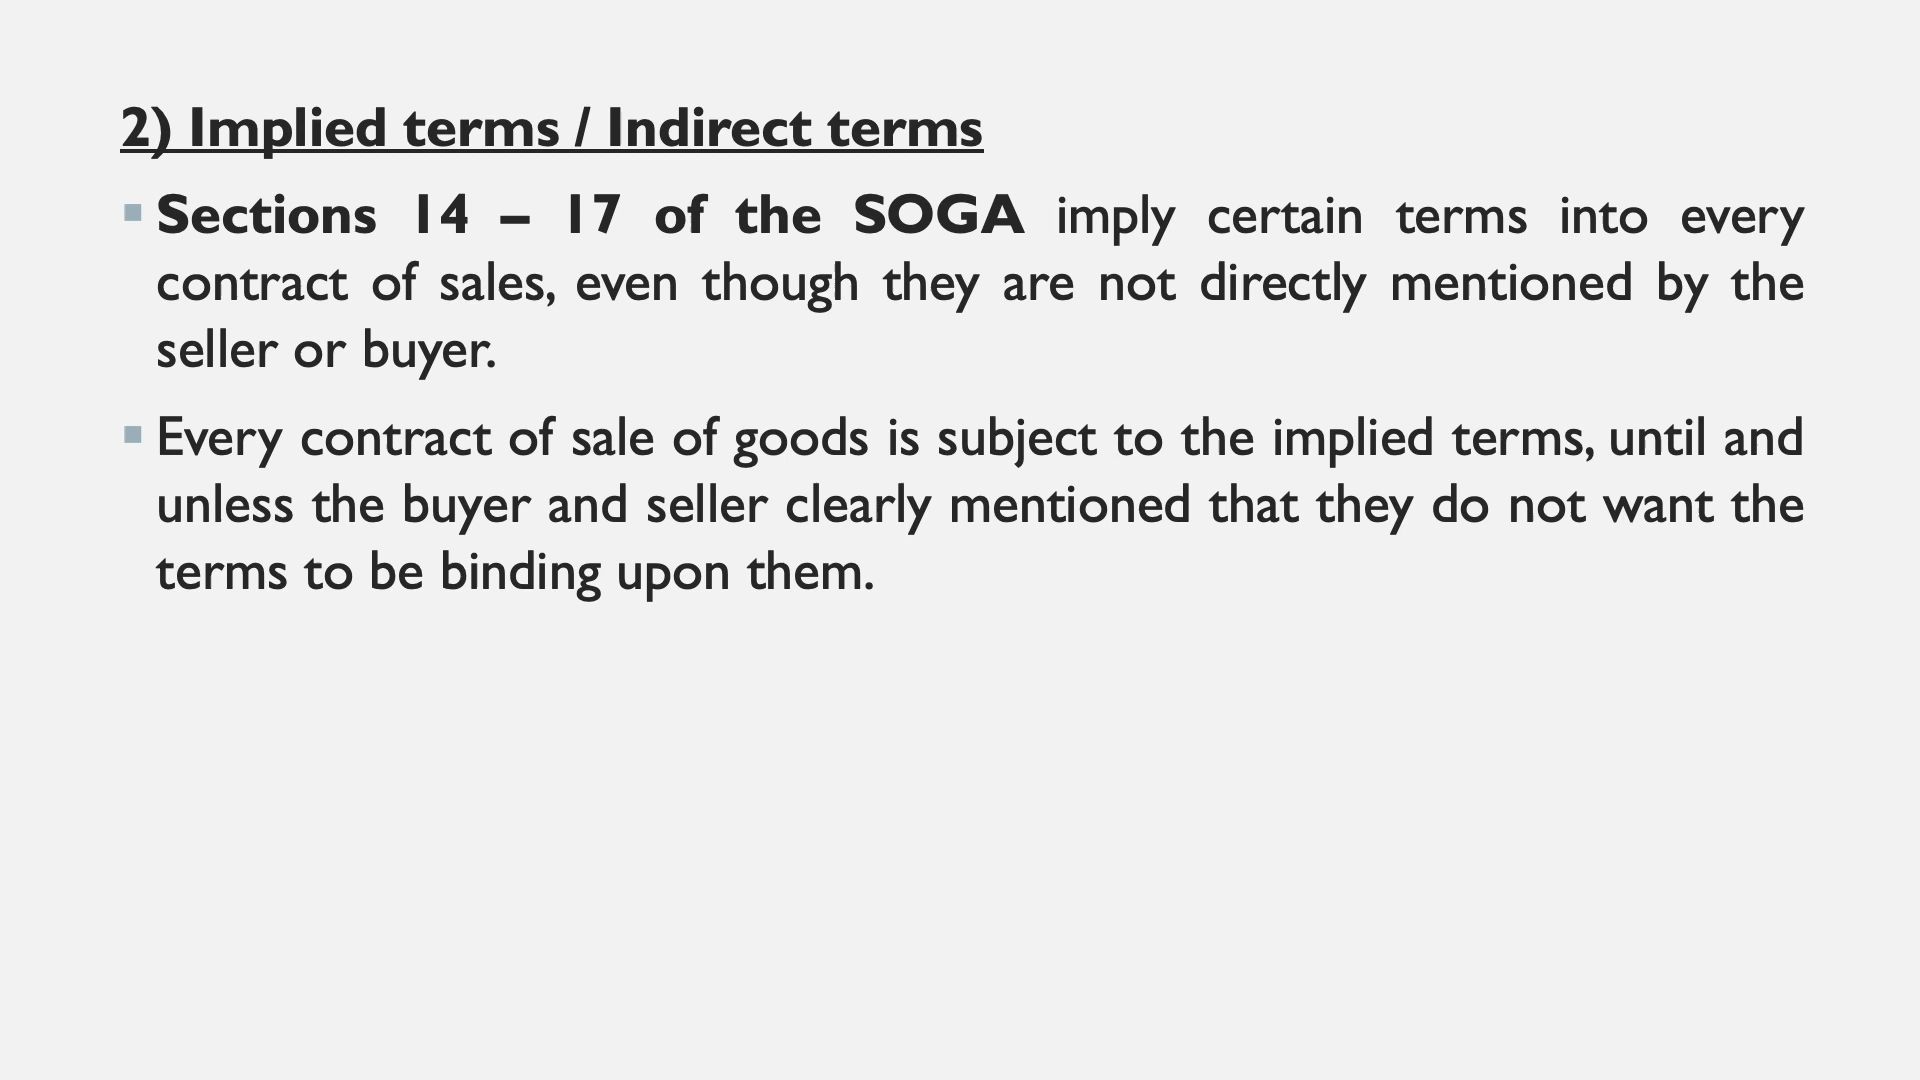 2) Implied terms / Indirect terms
▪ Sections 14 – 17 of the SOGA imply certain terms into every
contract of sales, even though they are not directly mentioned by the
seller or buyer.
▪ Every contract of sale of goods is subject to the implied terms, until and
unless the buyer and seller clearly mentioned that they do not want the
terms to be binding upon them.